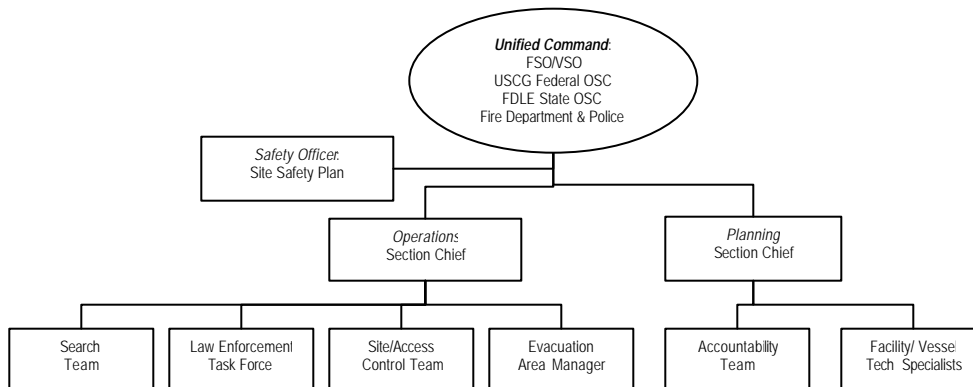 Unified Command:
FSO/VSO
USCG Federal OSC
FDLE State OSC
Fire Department & Police
Safety Officer:
Site Safety Plan
Operations
Section Chief
Planning
Section Chief
Search
Team
Law Enforcement
Task Force
Site/Access
Control Team
Evacuation
Area Manager
Accountability
Team
Facility/ Vessel
Tech Specialists